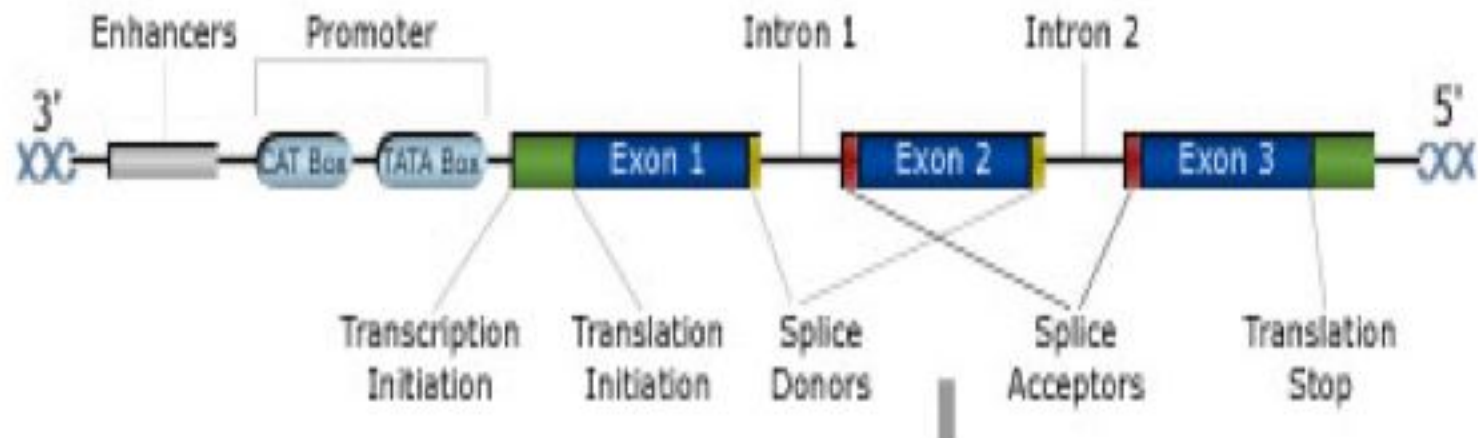 Enhancers
Promoter
Intron 1
Intron 2
3'
5'
CAT Box
TATA Box
Exon 1
Exon 2
Exon 3
Transcription
Initiation
Translation
Initiation
Splice
Donors
Splice
Acceptors
Translation
Stop